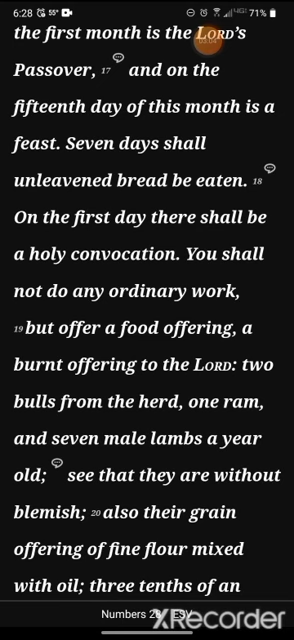 6:28 55° 71%
03:04
the first month is the LORD's
Passover, 17 and on the
fifteenth day of this month is a
feast. Seven days shall
unleavened bread be eaten. 18
On the first day there shall be
a holy convocation. You shall
not do any ordinary work,
19 but offer a food offering, a
burnt offering to the LORD: two
bulls from the herd, one ram,
and seven male lambs a year
old; see that they are without
blemish; 20 also their grain
offering of fine flour mixed
with oil; three tenths of an
Numbers 28 ESV
XRecorder